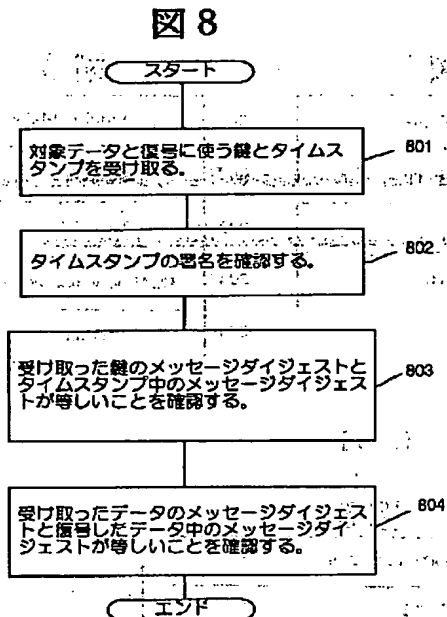 図 8
スタート
対象データと復号に使う鍵とタイムス
タンプを受け取る。
801
タイムスタンプの署名を確認する。
802
受け取った鍵のメッセージダイジェストと
タイムスタンプ中のメッセージダイジェス
トが等しいことを確認する。
803
受け取ったデータのメッセージダイジェス
トと復号したデータ中のメッセージダイ
ジェストが等しいことを確認する。
804
エンド